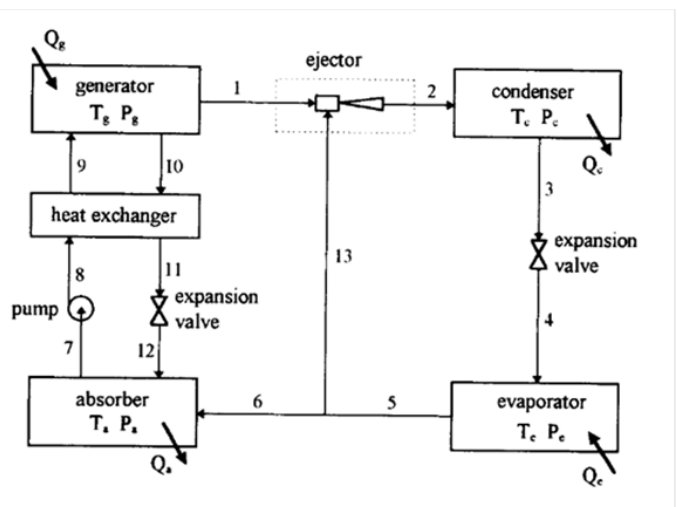 Qg
ejector
generator
Tg Pg
1
2
condenser
Tc Pc
Qc
9
10
3
heat exchanger
13
expansion
valve
8
11
pump
expansion
valve
4
7
12
absorber
Ta Pa
6
5
evaporator
Te Pe
Qa
Qe